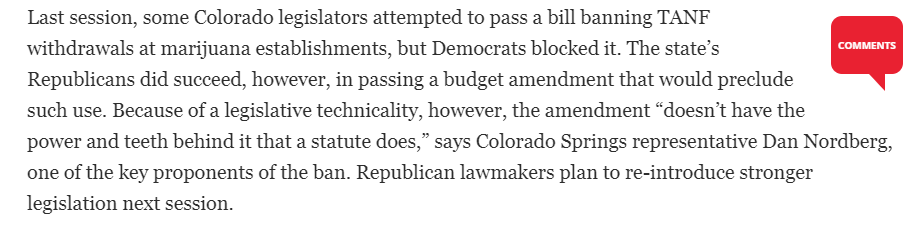 Last session, some Colorado legislators attempted to pass a bill banning TANF
withdrawals at marijuana establishments, but Democrats blocked it. The state’s
Republicans did succeed, however, in passing a budget amendment that would preclude
such use. Because of a legislative technicality, however, the amendment “doesn’t have the
power and teeth behind it that a statute does,” says Colorado Springs representative Dan Nordberg,
one of the key proponents of the ban. Republican lawmakers plan to re-introduce stronger
legislation next session.
COMMENTS